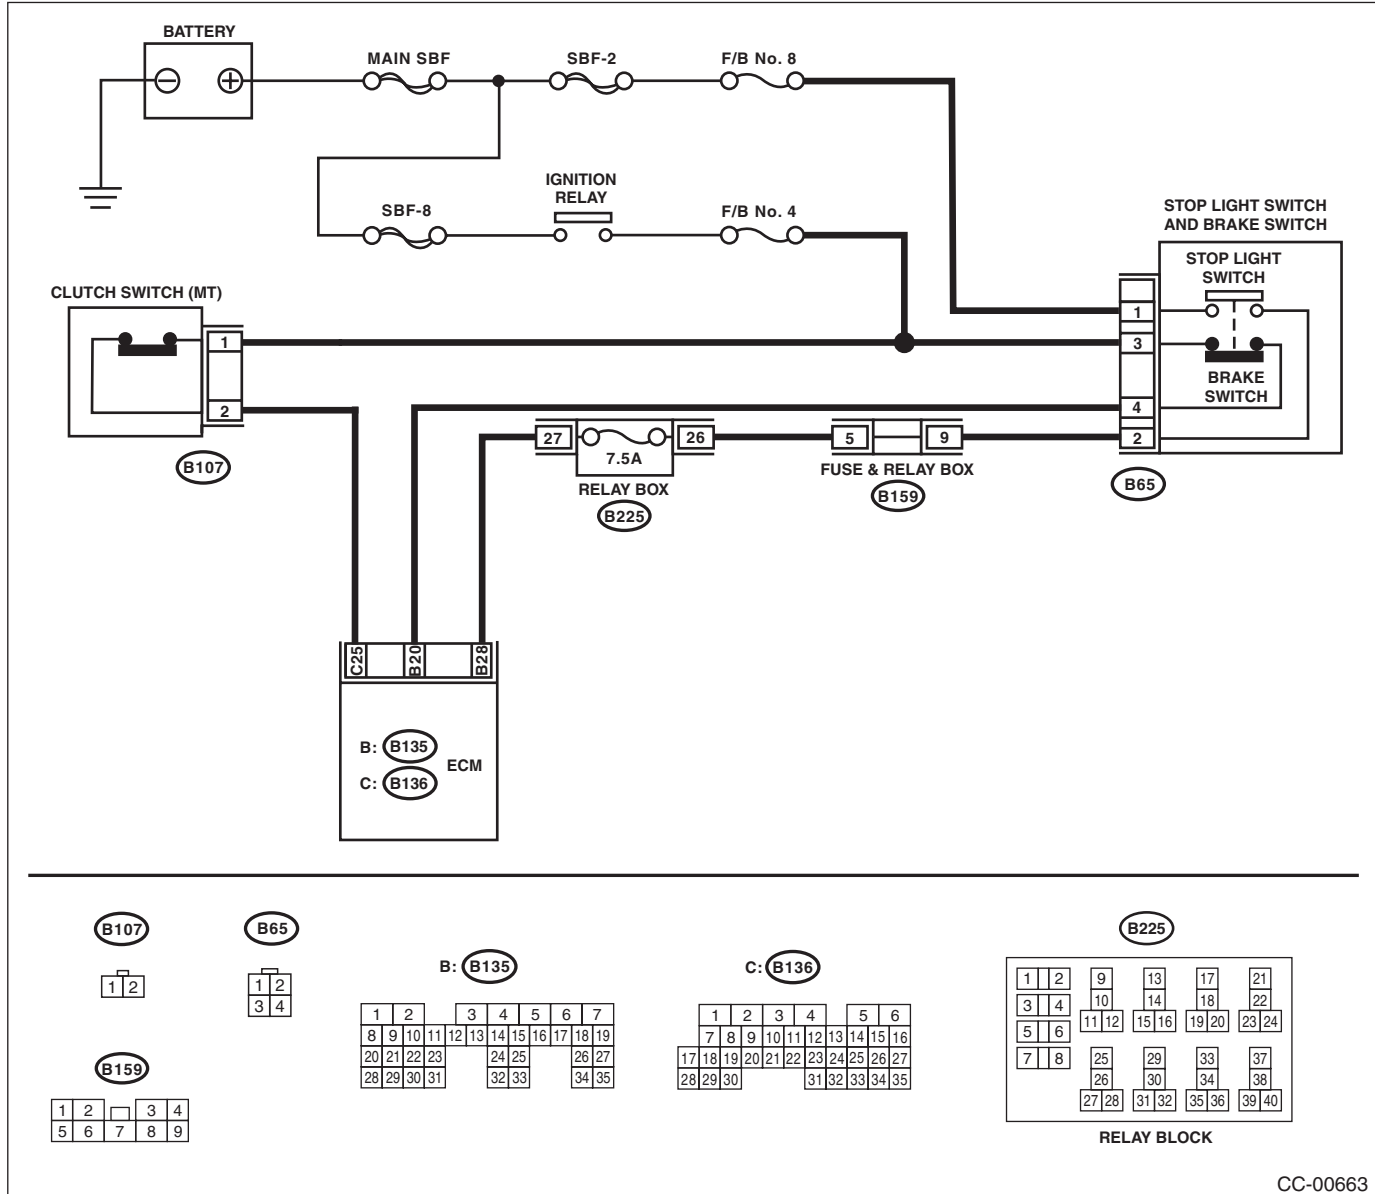 BATTERY
MAIN SBF
SBF-2
F/B No. 8
IGNITION
RELAY
SBF-8
F/B No. 4
STOP LIGHT SWITCH
AND BRAKE SWITCH
STOP LIGHT
SWITCH
CLUTCH SWITCH (MT)
1
1
3
BRAKE
SWITCH
2
4
27
7.5A
26
5
9
2
B107
RELAY BOX
B225
FUSE & RELAY BOX
B159
B65
C25
B20
B28
B: B135
ECM
C: B136
B107
1 2
B65
1 2
3 4
B159
1 2 3 4
5 6 7 8 9
B: B135
1 2 3 4 5 6 7
8 9 10 11 12 13 14 15 16 17 18 19
20 21 22 23 24 25 26 27
28 29 30 31 32 33 34 35
C: B136
1 2 3 4 5 6
7 8 9 10 11 12 13 14 15 16
17 18 19 20 21 22 23 24 25 26 27
28 29 30 31 32 33 34 35
B225
1 2 9 13 17 21
3 4 10 14 18 22
5 6 11 12 15 16 19 20 23 24
7 8 25 29 33 37
26 30 34 38
27 28 31 32 35 36 39 40
RELAY BLOCK
CC-00663